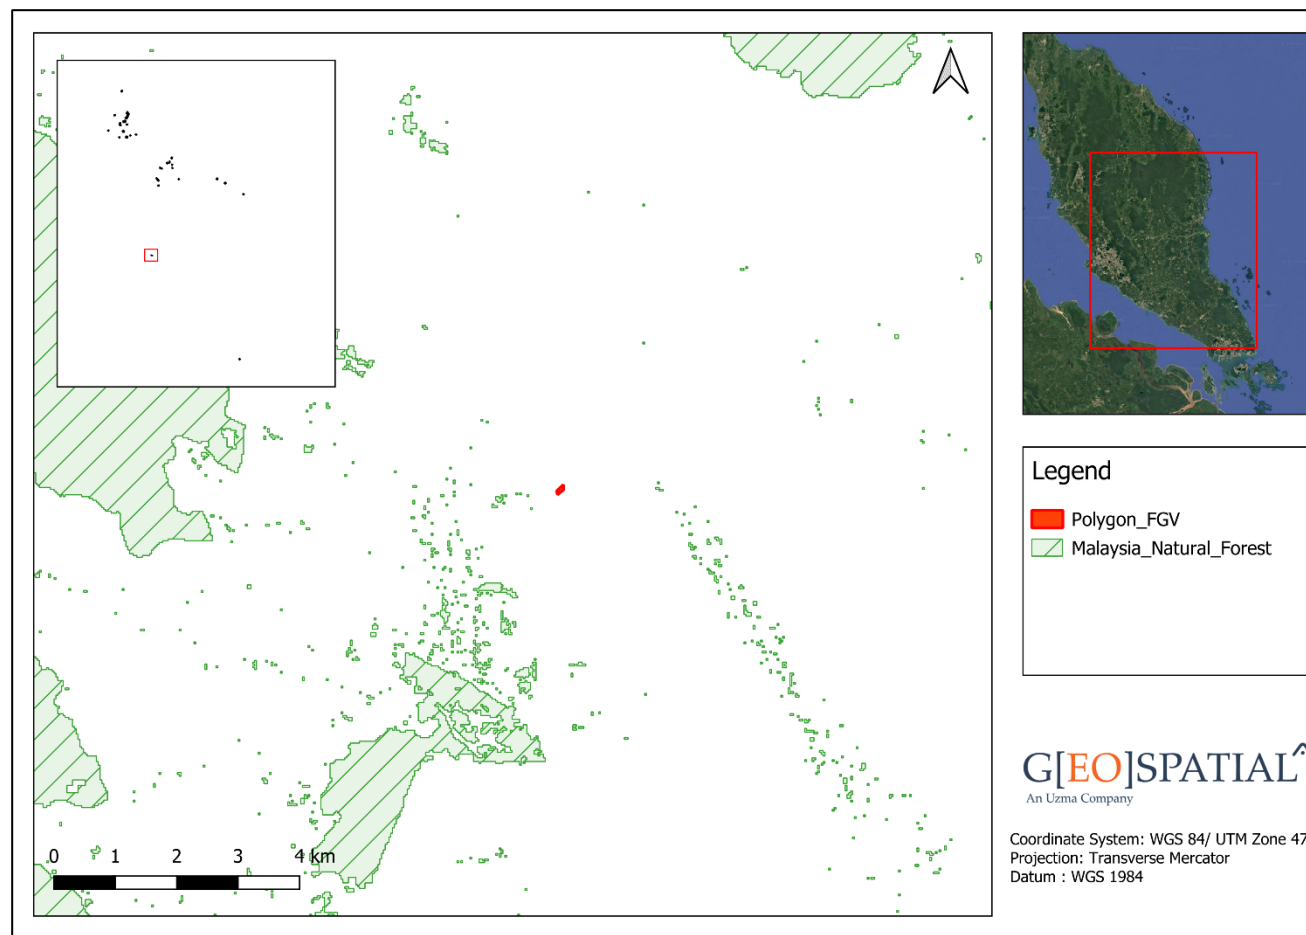 0 1 2 3 4 km
Legend
Polygon_FGV
Malaysia_Natural_Forest
G[EO]SPATIAL
An Uzma Company
Coordinate System: WGS 84/ UTM Zone 47
Projection: Transverse Mercator
Datum : WGS 1984